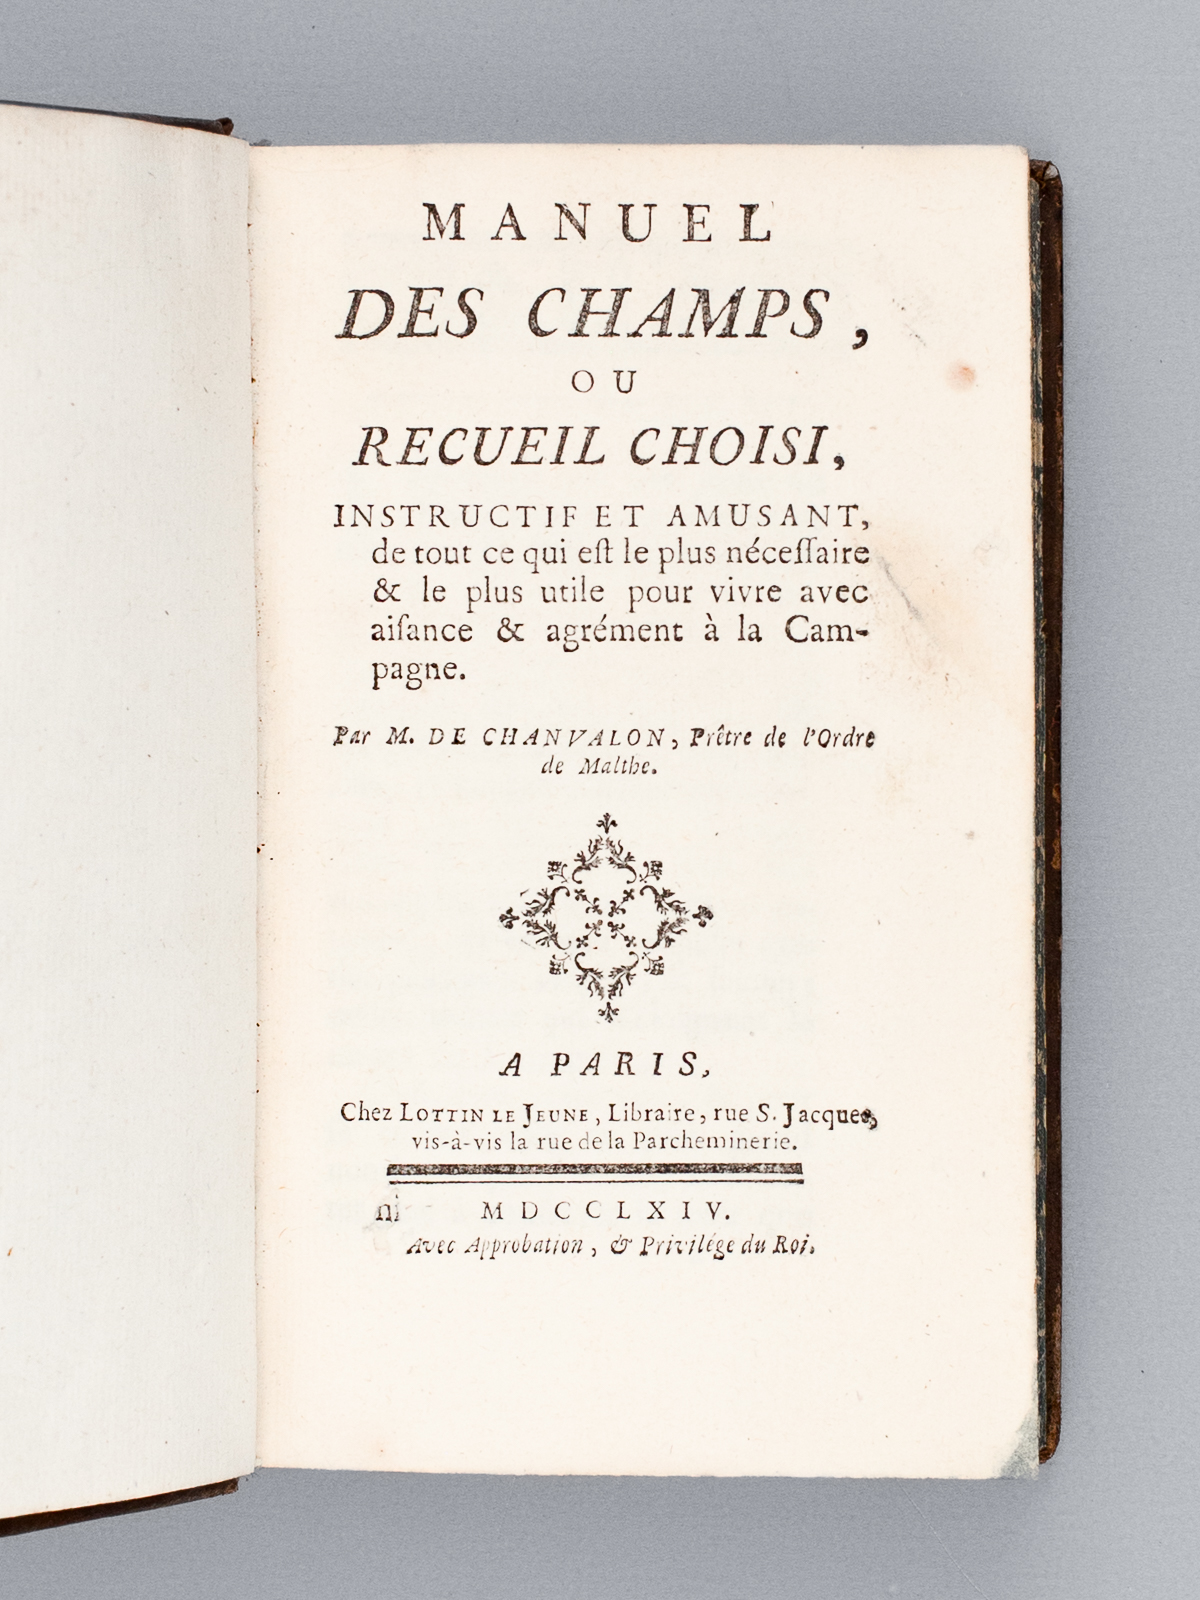 MANUEL
DES CHAMPS,
OU
RECUEIL CHOISI,
INSTRUCTIF ET AMUSANT,
de tout ce qui eſt le plus néceſſaire
& le plus utile pour vivre avec
aiſance & agrément à la Cam-
pagne.
Par M. DE CHANVALON, Prêtre de l'Ordre
de Malthe.
A PARIS,
Chez LOTTIN LE JEUNE, Libraire, rue S. Jacques,
vis-à-vis la rue de la Parcheminerie.
MDCCLXIV.
Avec Approbation, & Privilége du Roi.